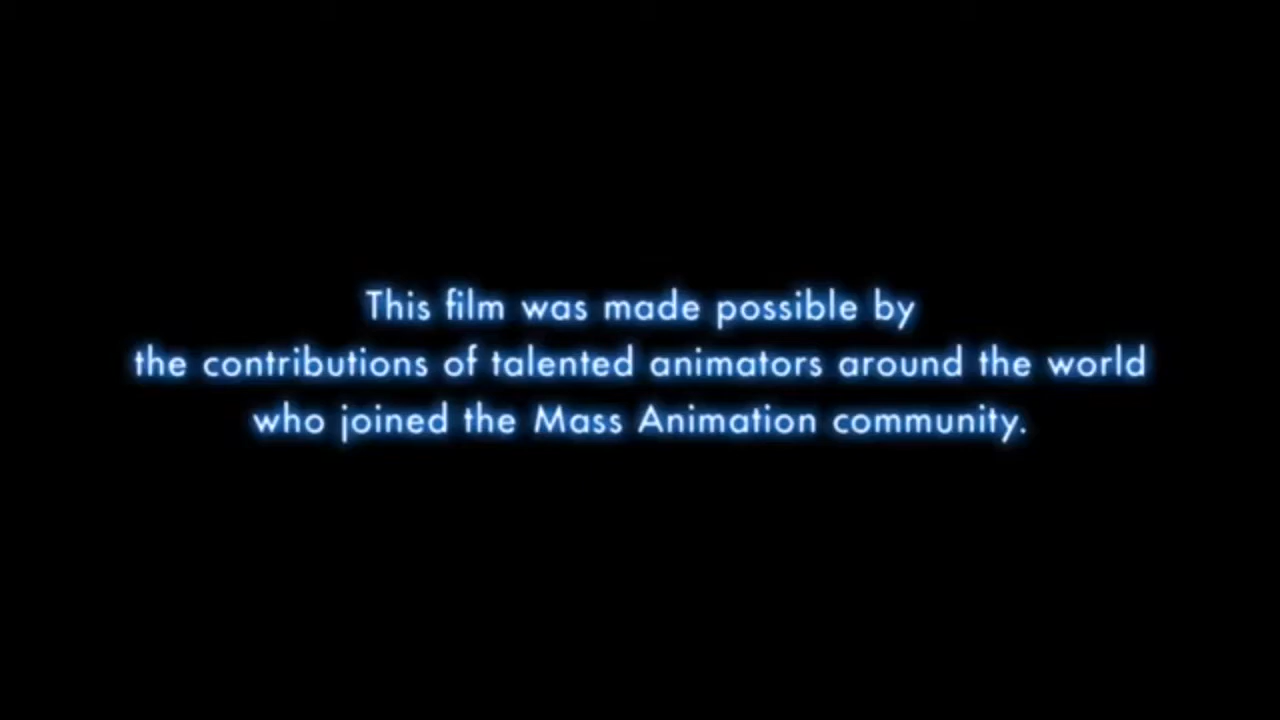 This film was made possible by
the contributions of talented animators around the world
who joined the Mass Animation community.